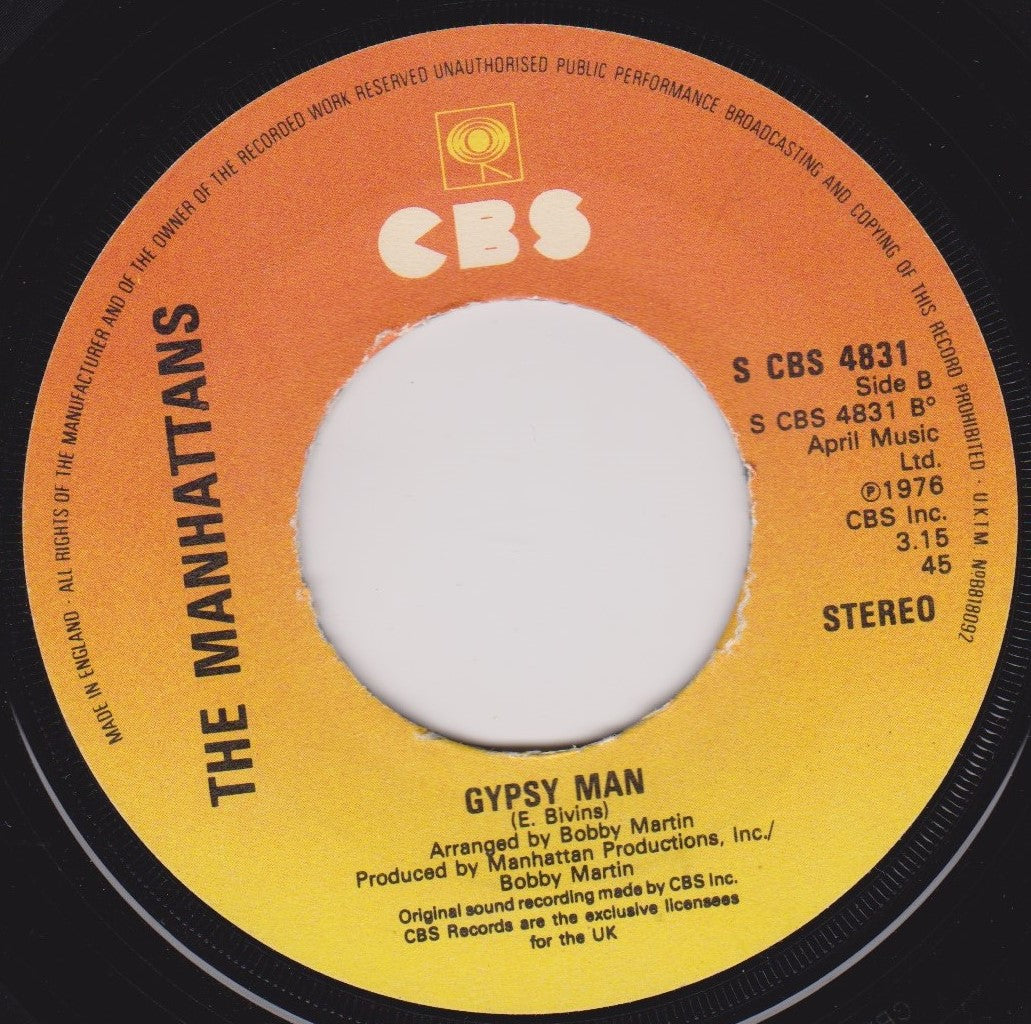 MADE IN ENGLAND · ALL RIGHTS OF THE MANUFACTURER AND OF THE OWNER OF THE RECORDED WORK RESERVED UNAUTHORISED PUBLIC PERFORMANCE BROADCASTING AND COPYING OF THIS RECORD PROHIBITED · U.K.T.M. NºBB18092
CBS
THE MANHATTANS
S CBS 4831
Side B
S CBS 4831 Bº
April Music
Ltd.
℗1976
CBS Inc.
3.15
45
STEREO
GYPSY MAN
(E. Bivins)
Arranged by Bobby Martin
Produced by Manhattan Productions, Inc./
Bobby Martin
Original sound recording made by CBS Inc.
CBS Records are the exclusive licensees
for the UK